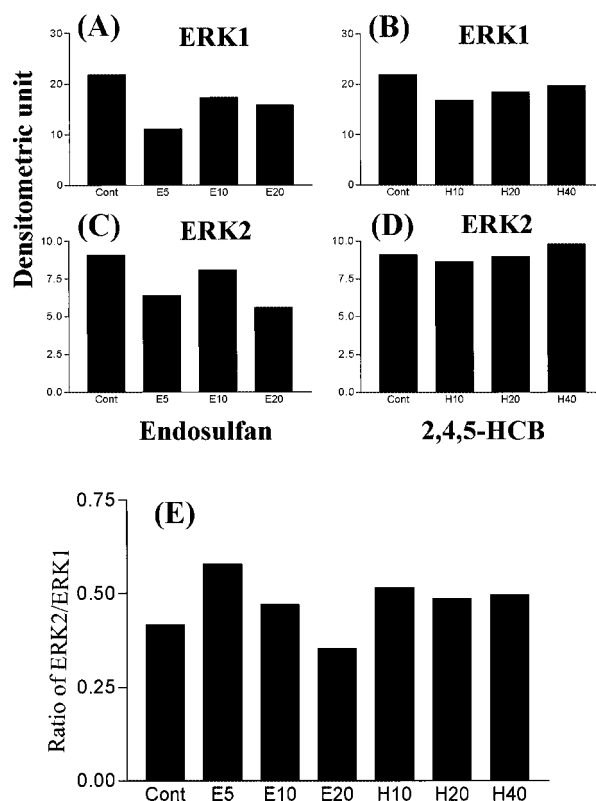 (A)
ERK1
(B)
ERK1
Densitometric unit
30
20
10
0
Cont E5 E10 E20
30
20
10
0
Cont H10 H20 H40
(C)
ERK2
(D)
ERK2
10.0
7.5
5.0
2.5
0.0
Cont E5 E10 E20
10.0
7.5
5.0
2.5
0.0
Cont H10 H20 H40
Endosulfan
2,4,5-HCB
(E)
Ratio of ERK2/ERK1
0.75
0.50
0.25
0.00
Cont E5 E10 E20 H10 H20 H40